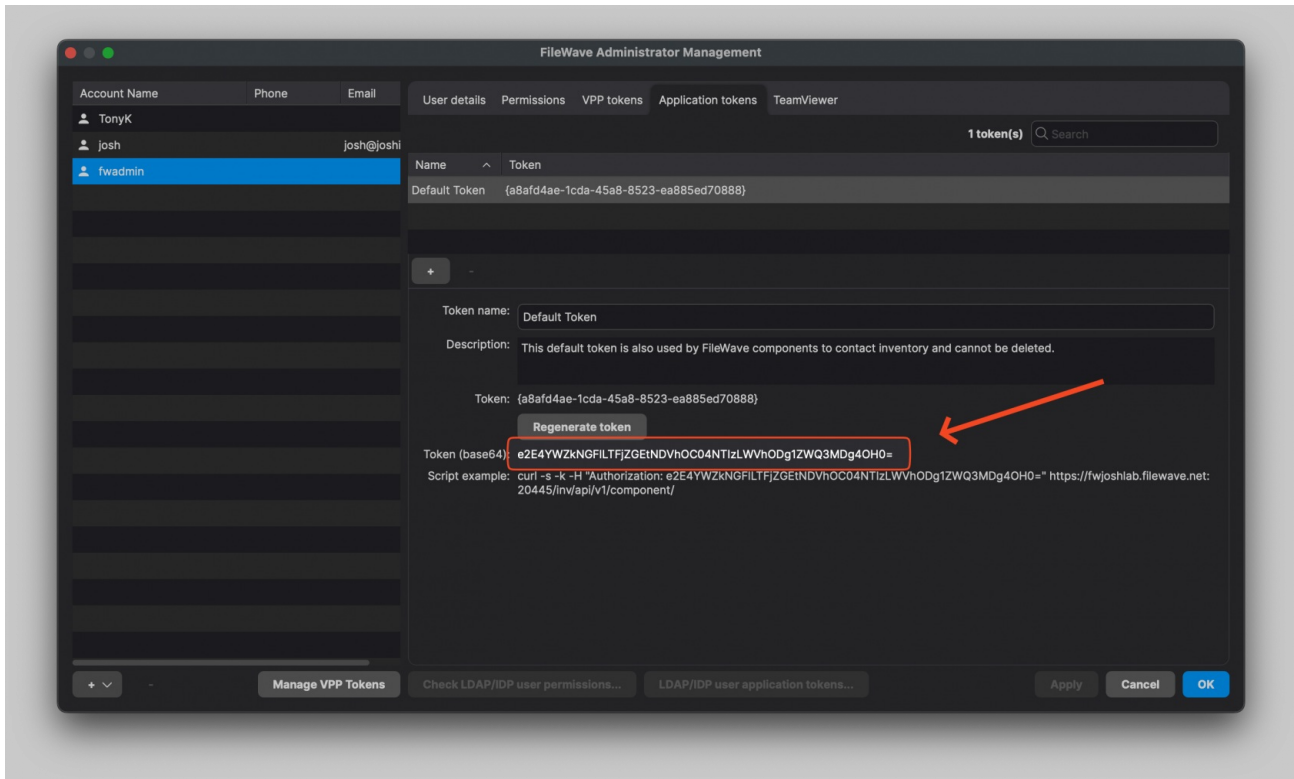 FileWave Administrator Management
Account Name Phone Email
TonyK
josh josh@joshi
fwadmin
User details Permissions VPP tokens Application tokens TeamViewer
1 token(s) Search
Name Token
Default Token {a8afd4ae-1cda-45a8-8523-ea885ed70888}
+ -
Token name: Default Token
Description: This default token is also used by FileWave components to contact inventory and cannot be deleted.
Token: {a8afd4ae-1cda-45a8-8523-ea885ed70888}
Regenerate token
Token (base64): e2E4YWZkNGFlLTFjZGEtNDVhOC04NTIzLWVhODg1ZWQ3MDg4OH0=
Script example: curl -s -k -H "Authorization: e2E4YWZkNGFlLTFjZGEtNDVhOC04NTIzLWVhODg1ZWQ3MDg4OH0=" https://fwjoshlab.filewave.net:
20445/inv/api/v1/component/
+ - Manage VPP Tokens Check LDAP/IDP user permissions... LDAP/IDP user application tokens... Apply Cancel OK